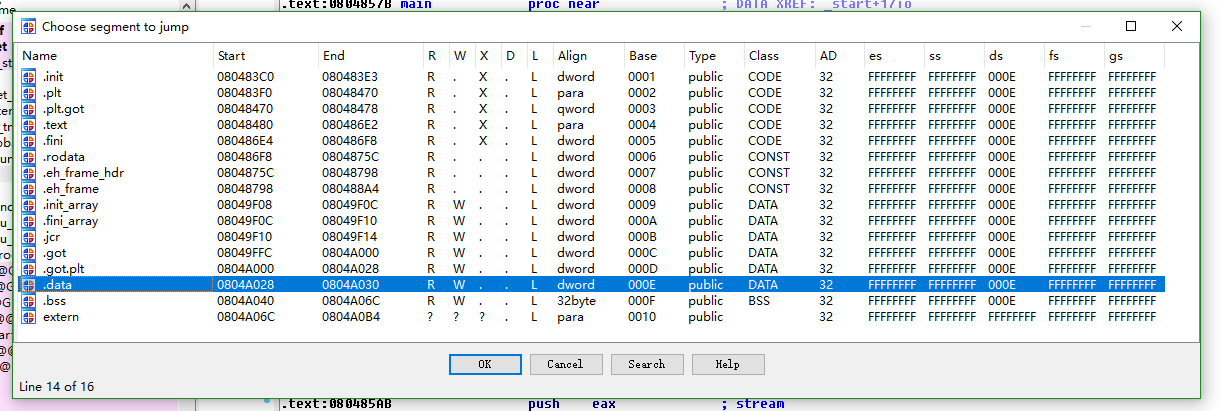 .text:0804857B main proc near ; DATA XREF: _start+17↑o
Choose segment to jump
Name Start End R W X D L Align Base Type Class AD es ss ds fs gs
.init 080483C0 080483E3 R . X . L dword 0001 public CODE 32 FFFFFFFF FFFFFFFF 000E FFFFFFFF FFFFFFFF
.plt 080483F0 08048470 R . X . L para 0002 public CODE 32 FFFFFFFF FFFFFFFF 000E FFFFFFFF FFFFFFFF
.plt.got 08048470 08048478 R . X . L qword 0003 public CODE 32 FFFFFFFF FFFFFFFF 000E FFFFFFFF FFFFFFFF
.text 08048480 080486E2 R . X . L para 0004 public CODE 32 FFFFFFFF FFFFFFFF 000E FFFFFFFF FFFFFFFF
.fini 080486E4 080486F8 R . X . L dword 0005 public CODE 32 FFFFFFFF FFFFFFFF 000E FFFFFFFF FFFFFFFF
.rodata 080486F8 0804875C R . . . L dword 0006 public CONST 32 FFFFFFFF FFFFFFFF 000E FFFFFFFF FFFFFFFF
.eh_frame_hdr 0804875C 08048798 R . . . L dword 0007 public CONST 32 FFFFFFFF FFFFFFFF 000E FFFFFFFF FFFFFFFF
.eh_frame 08048798 080488A4 R . . . L dword 0008 public CONST 32 FFFFFFFF FFFFFFFF 000E FFFFFFFF FFFFFFFF
.init_array 08049F08 08049F0C R W . . L dword 0009 public DATA 32 FFFFFFFF FFFFFFFF 000E FFFFFFFF FFFFFFFF
.fini_array 08049F0C 08049F10 R W . . L dword 000A public DATA 32 FFFFFFFF FFFFFFFF 000E FFFFFFFF FFFFFFFF
.jcr 08049F10 08049F14 R W . . L dword 000B public DATA 32 FFFFFFFF FFFFFFFF 000E FFFFFFFF FFFFFFFF
.got 08049FFC 0804A000 R W . . L dword 000C public DATA 32 FFFFFFFF FFFFFFFF 000E FFFFFFFF FFFFFFFF
.got.plt 0804A000 0804A028 R W . . L dword 000D public DATA 32 FFFFFFFF FFFFFFFF 000E FFFFFFFF FFFFFFFF
.data 0804A028 0804A030 R W . . L dword 000E public DATA 32 FFFFFFFF FFFFFFFF 000E FFFFFFFF FFFFFFFF
.bss 0804A040 0804A06C R W . . L 32byte 000F public BSS 32 FFFFFFFF FFFFFFFF 000E FFFFFFFF FFFFFFFF
extern 0804A06C 0804A0B4 ? ? ? . L para 0010 public 32 FFFFFFFF FFFFFFFF FFFFFFFF FFFFFFFF FFFFFFFF
OK Cancel Search Help
Line 14 of 16
.text:080485AB push eax ; stream